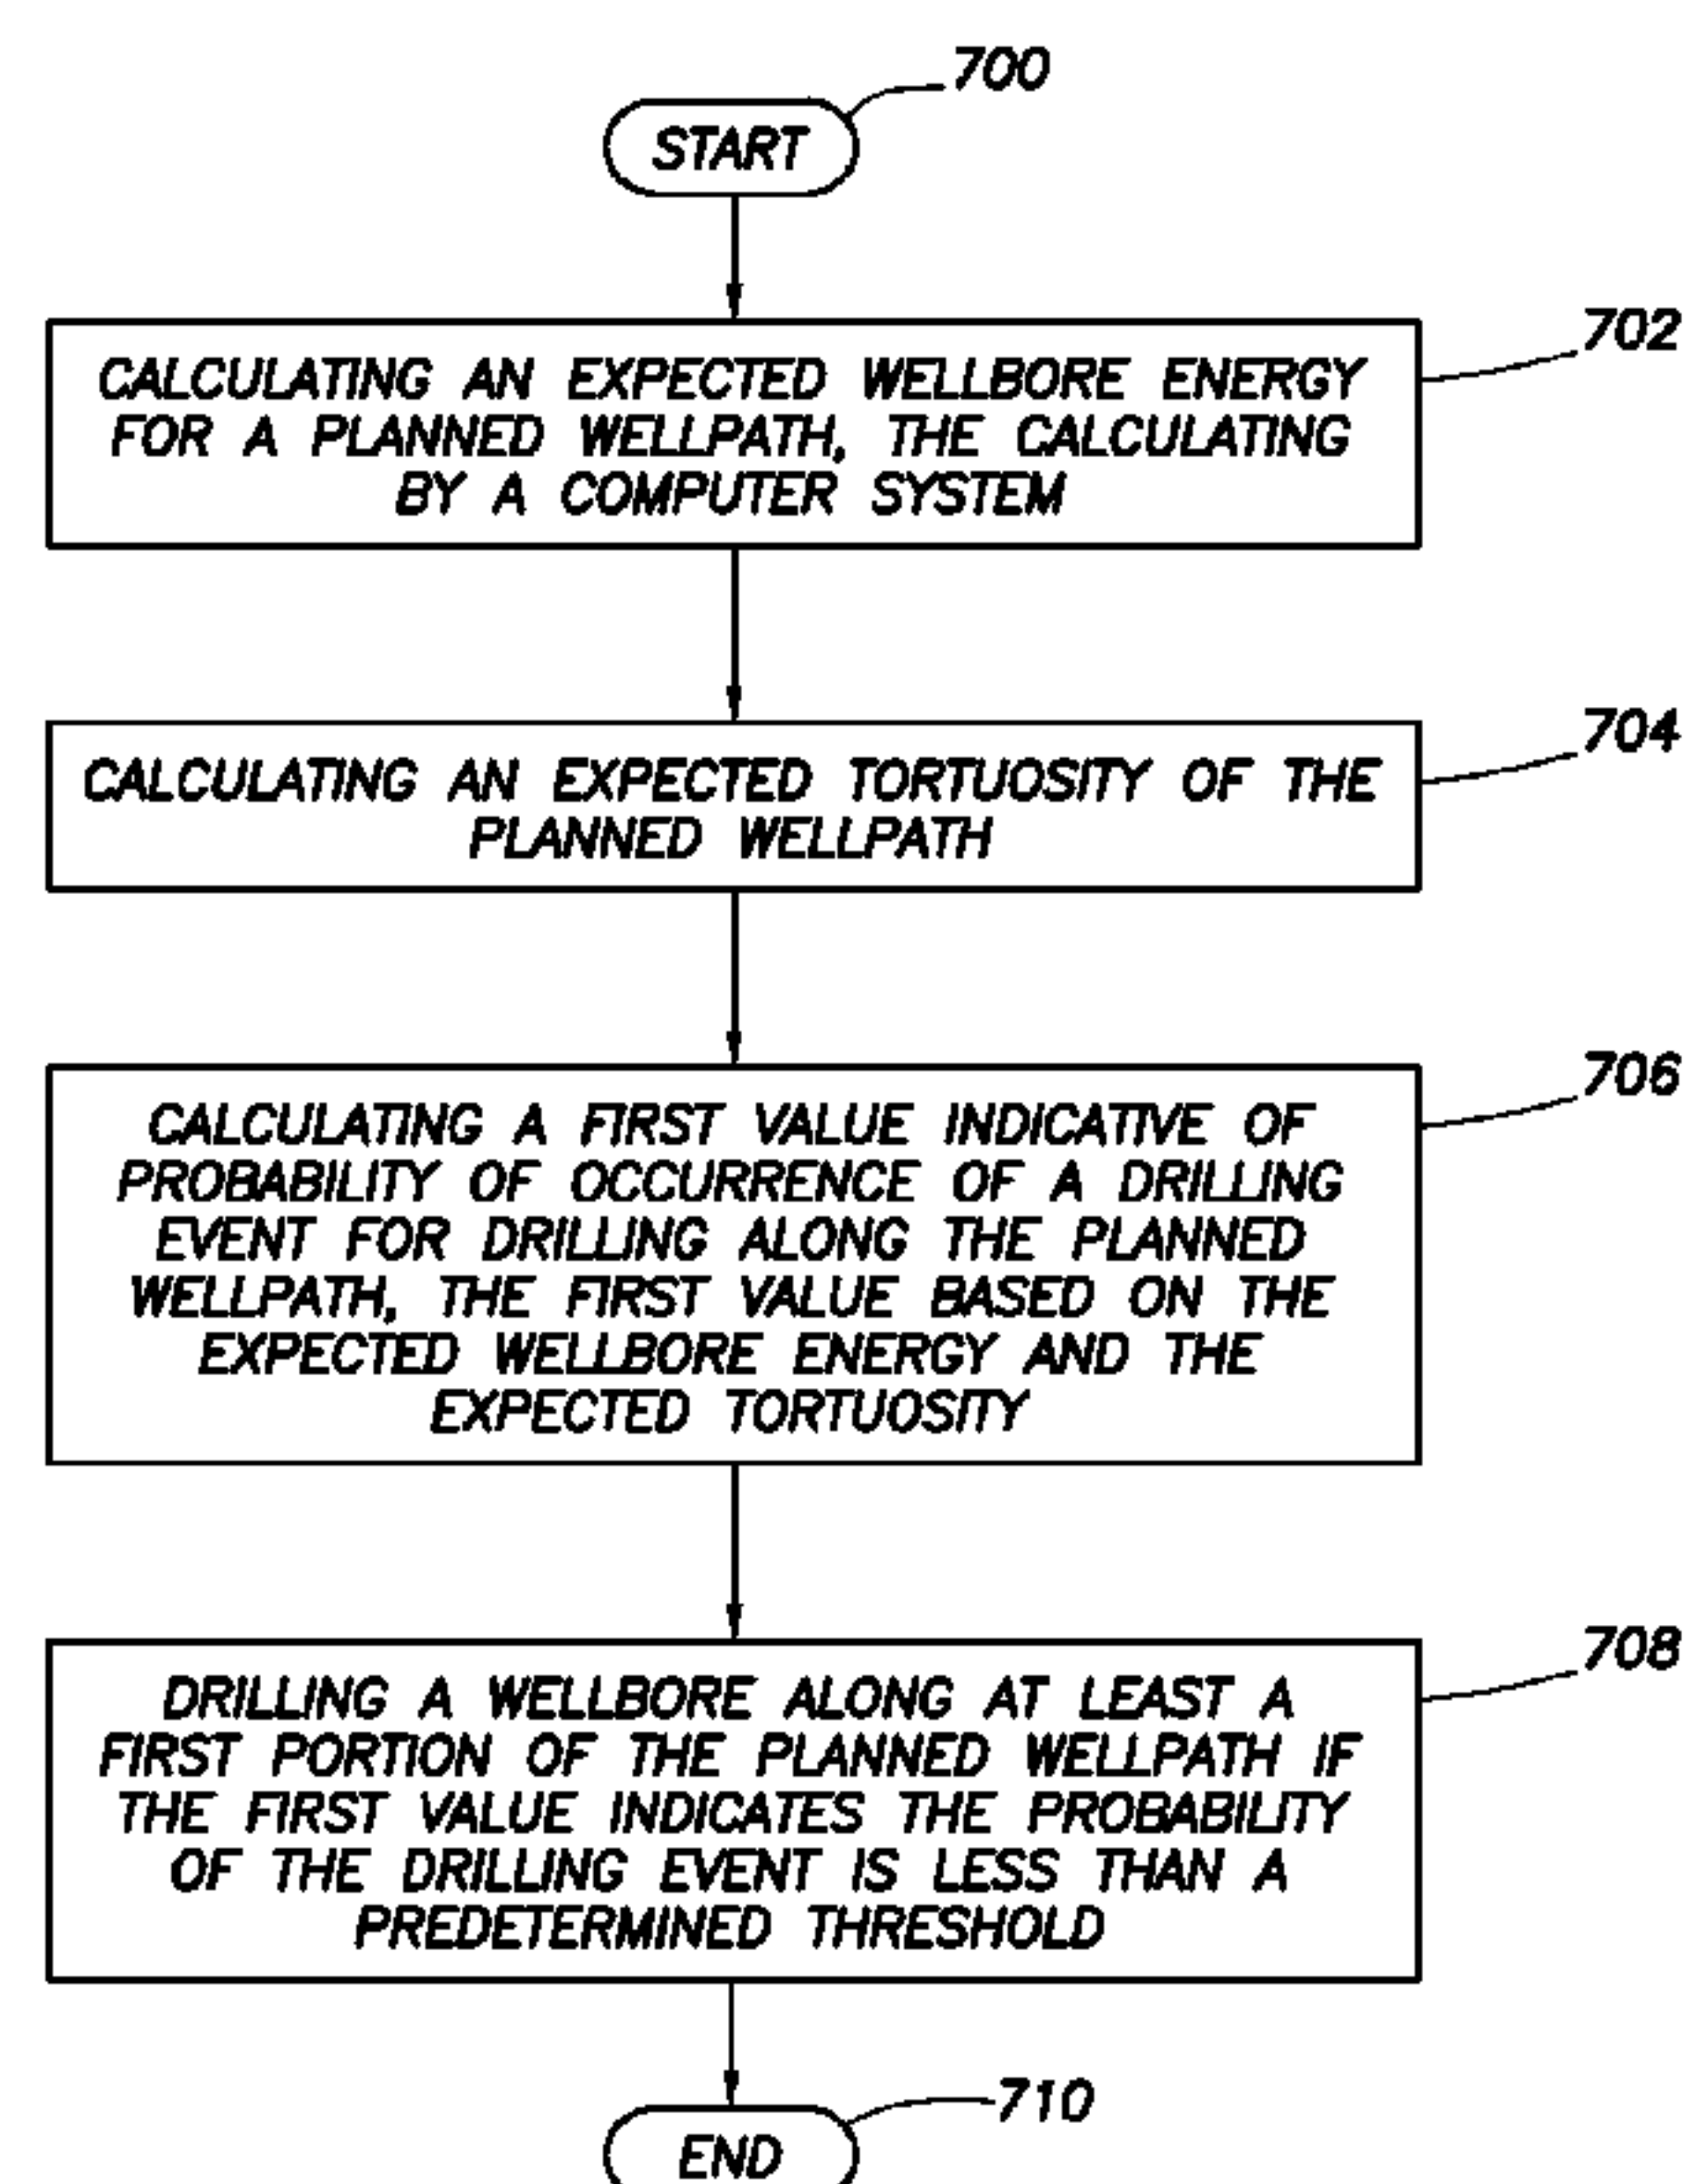 700
START
702
CALCULATING AN EXPECTED WELLBORE ENERGY
FOR A PLANNED WELLPATH, THE CALCULATING
BY A COMPUTER SYSTEM
704
CALCULATING AN EXPECTED TORTUOSITY OF THE
PLANNED WELLPATH
706
CALCULATING A FIRST VALUE INDICATIVE OF
PROBABILITY OF OCCURRENCE OF A DRILLING
EVENT FOR DRILLING ALONG THE PLANNED
WELLPATH, THE FIRST VALUE BASED ON THE
EXPECTED WELLBORE ENERGY AND THE
EXPECTED TORTUOSITY
708
DRILLING A WELLBORE ALONG AT LEAST A
FIRST PORTION OF THE PLANNED WELLPATH IF
THE FIRST VALUE INDICATES THE PROBABILITY
OF THE DRILLING EVENT IS LESS THAN A
PREDETERMINED THRESHOLD
710
END